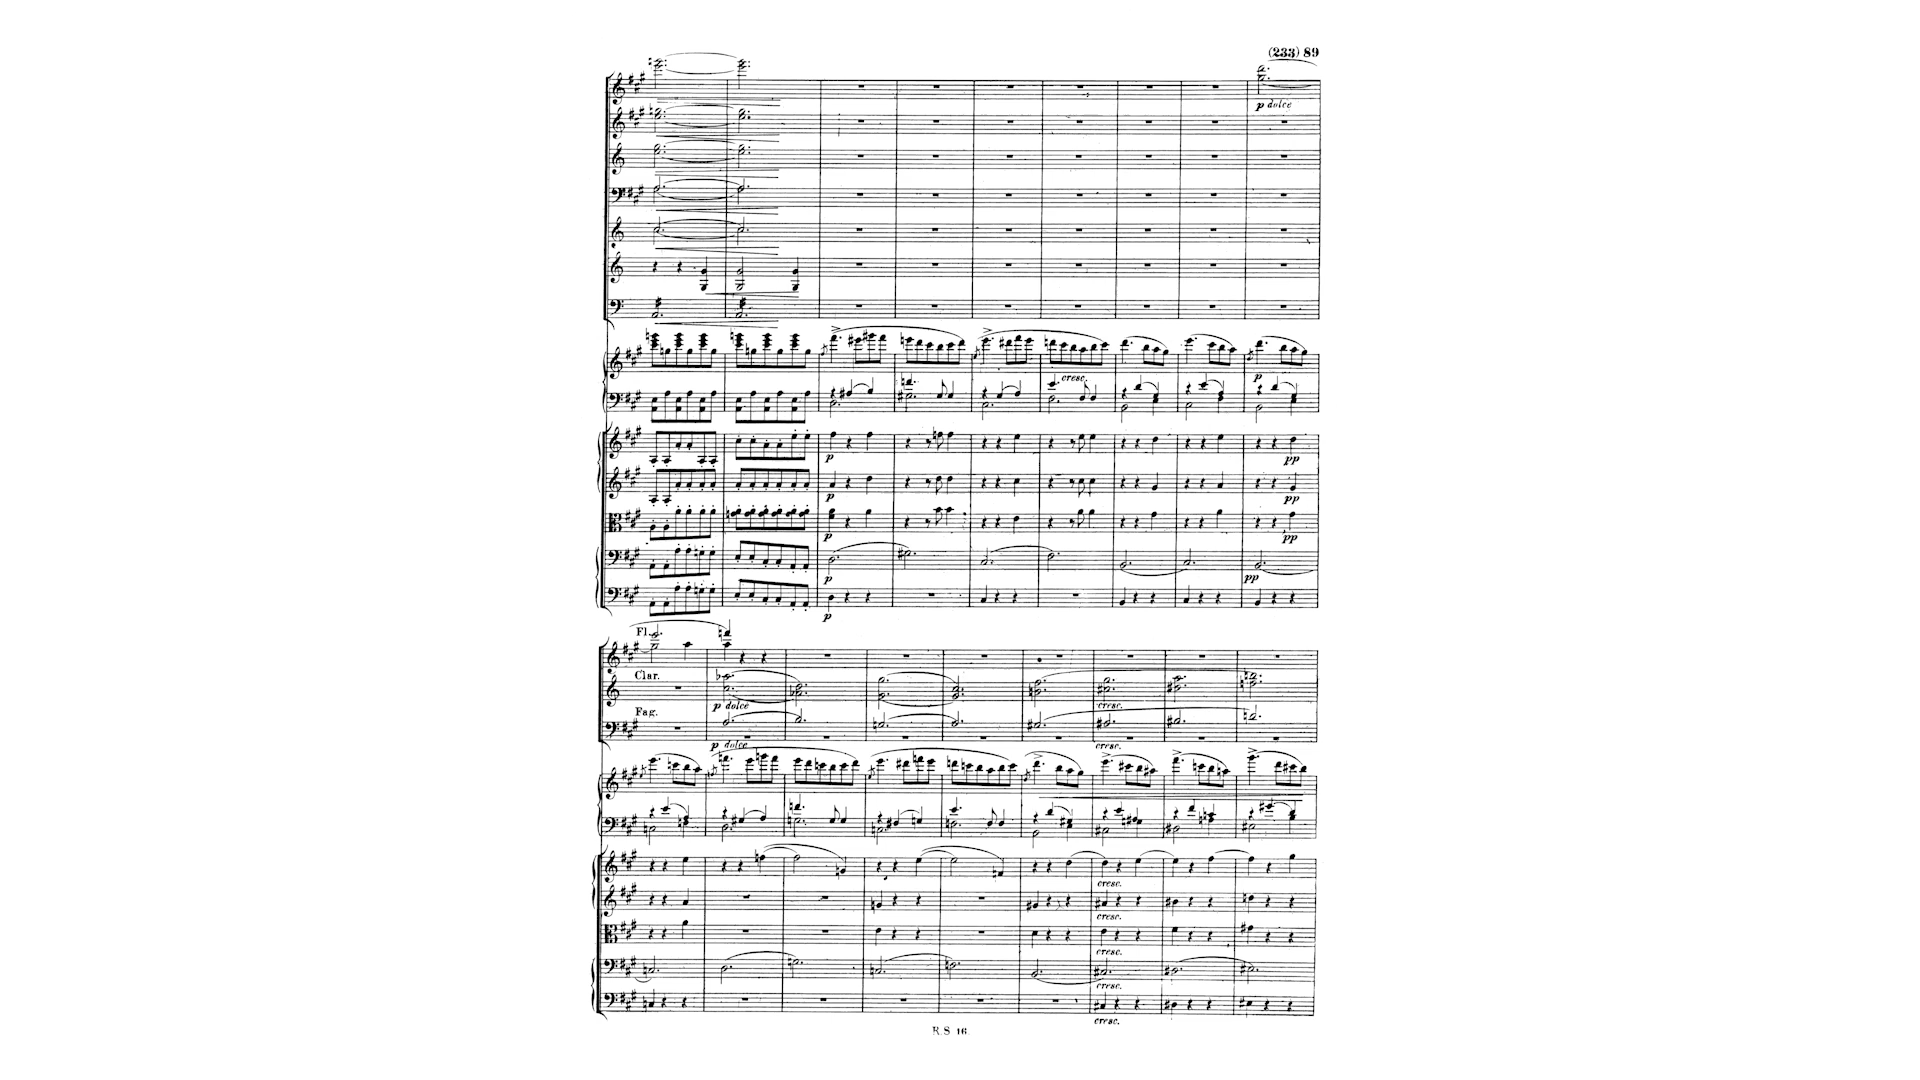 (233) 89
p dolce
cresc.
p
p
pp
p
pp
p
pp
p
pp
p
Fl.
Clar.
p dolce
cresc.
Fag.
p dolce
cresc.
cresc.
cresc.
cresc.
cresc.
cresc.
R.S. 16.